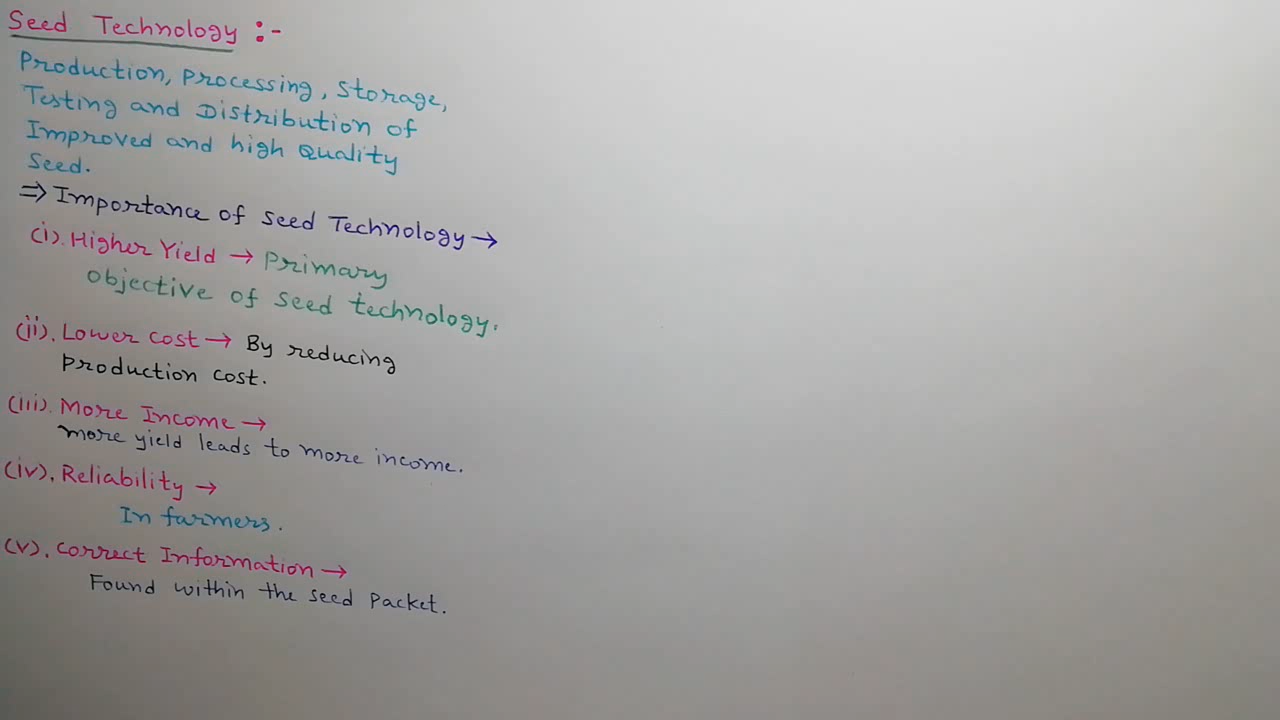 Seed Technology :-
Production, Processing, Storage,
Testing and Distribution of
Improved and high Quality
Seed.
⇒ Importance of Seed Technology →
(i). Higher Yield → Primary
objective of seed technology.
(ii). Lower cost → By reducing
Production cost.
(iii). More Income →
more yield leads to more income.
(iv). Reliability →
In farmers.
(v). Correct Information →
Found within the seed Packet.